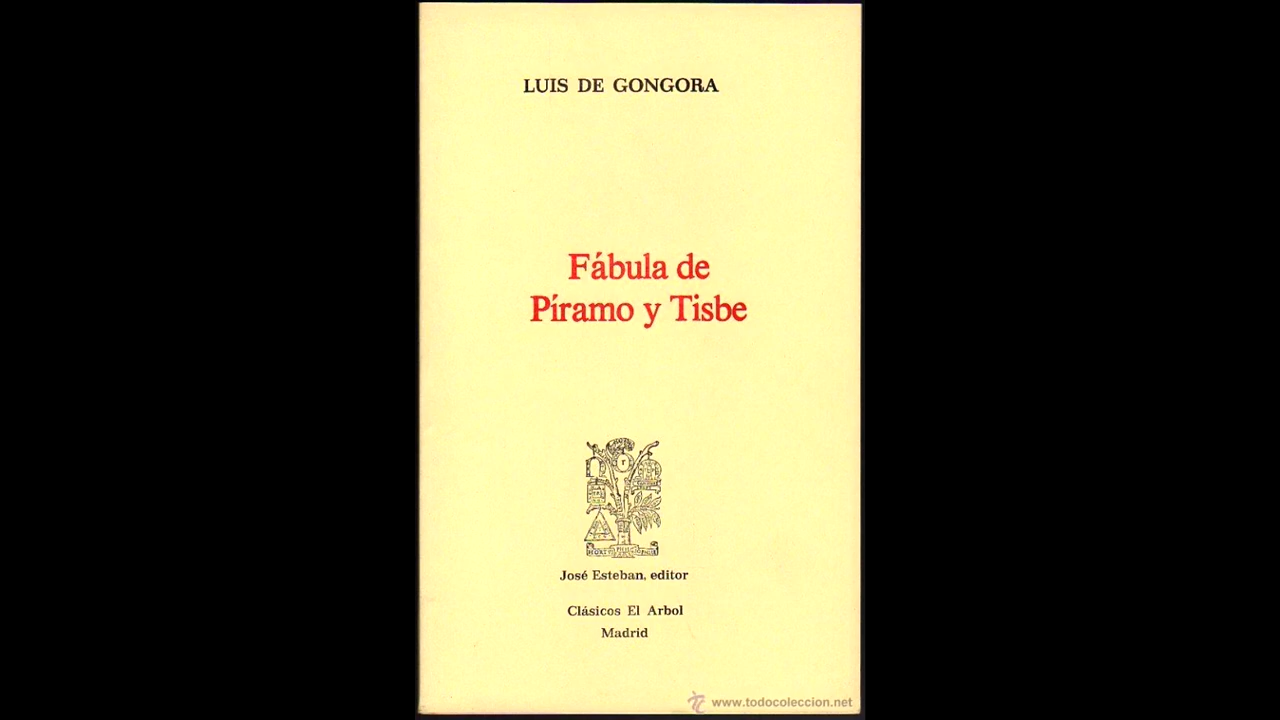 LUIS DE GONGORA
Fábula de
Píramo y Tisbe
José Esteban, editor
Clásicos El Arbol
Madrid
www.todocoleccion.net